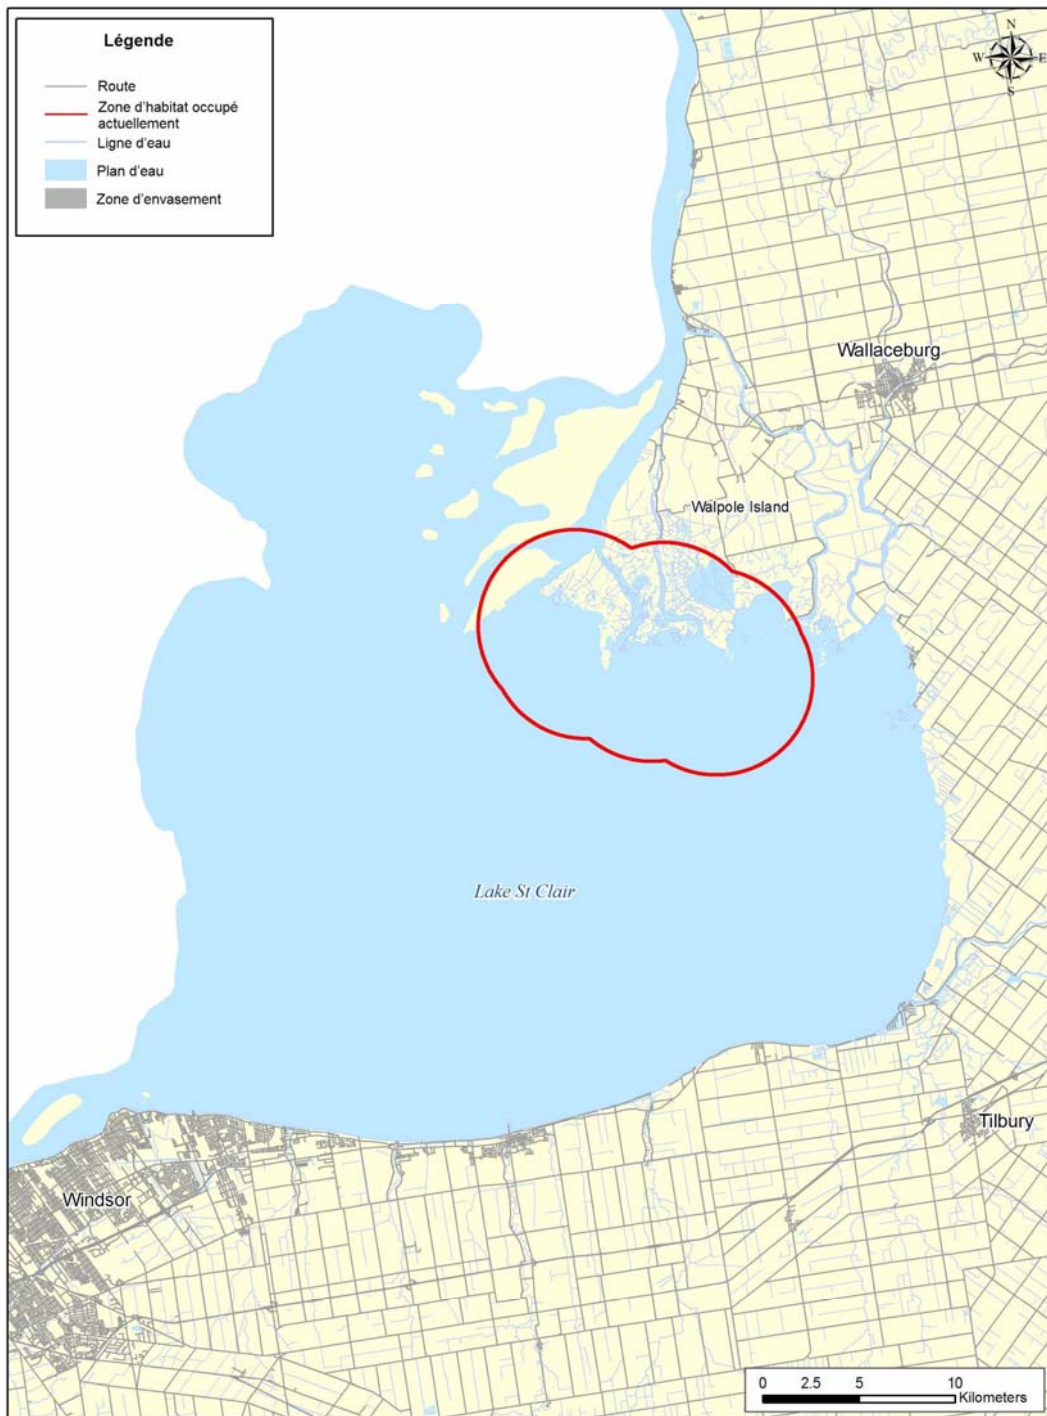 Légende
Route
Zone d'habitat occupé
actuellement
Ligne d'eau
Plan d'eau
Zone d'envasement
N
W E
S
Wallaceburg
Walpole Island
Lake St Clair
Tilbury
Windsor
0 2.5 5 10
Kilometers